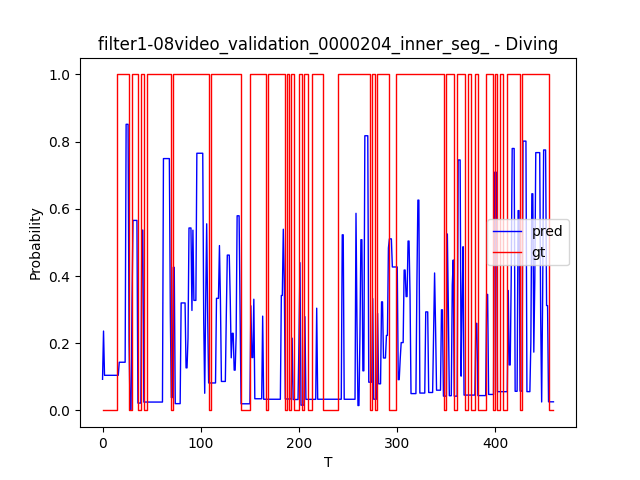 filter1-08video_validation_0000204_inner_seg_ - Diving
1.0
0.8
0.6
0.4
0.2
0.0
Probability
pred
gt
0 100 200 300 400
T